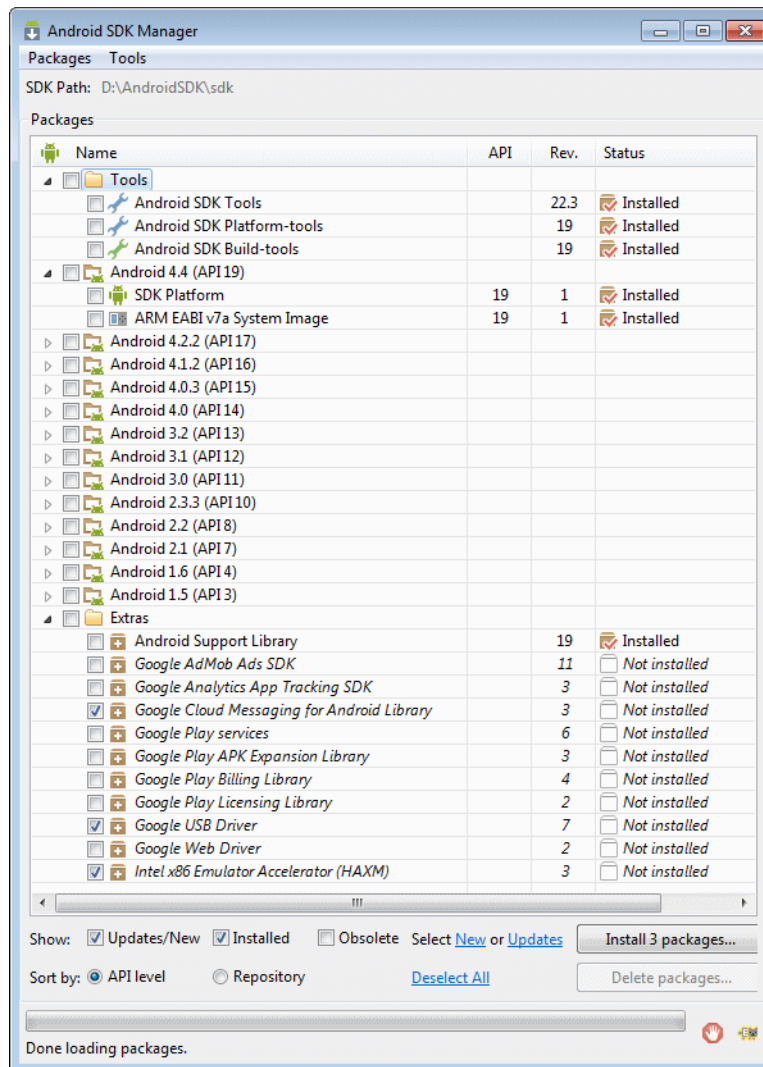 Android SDK Manager
Packages Tools
SDK Path: D:\AndroidSDK\sdk
Packages
Name API Rev. Status
Tools
Android SDK Tools 22.3 Installed
Android SDK Platform-tools 19 Installed
Android SDK Build-tools 19 Installed
Android 4.4 (API 19)
SDK Platform 19 1 Installed
ARM EABI v7a System Image 19 1 Installed
Android 4.2.2 (API 17)
Android 4.1.2 (API 16)
Android 4.0.3 (API 15)
Android 4.0 (API 14)
Android 3.2 (API 13)
Android 3.1 (API 12)
Android 3.0 (API 11)
Android 2.3.3 (API 10)
Android 2.2 (API 8)
Android 2.1 (API 7)
Android 1.6 (API 4)
Android 1.5 (API 3)
Extras
Android Support Library 19 Installed
Google AdMob Ads SDK 11 Not installed
Google Analytics App Tracking SDK 3 Not installed
Google Cloud Messaging for Android Library 3 Not installed
Google Play services 6 Not installed
Google Play APK Expansion Library 3 Not installed
Google Play Billing Library 4 Not installed
Google Play Licensing Library 2 Not installed
Google USB Driver 7 Not installed
Google Web Driver 2 Not installed
Intel x86 Emulator Accelerator (HAXM) 3 Not installed
Show: Updates/New Installed Obsolete Select New or Updates Install 3 packages...
Sort by: API level Repository Deselect All Delete packages...
Done loading packages.